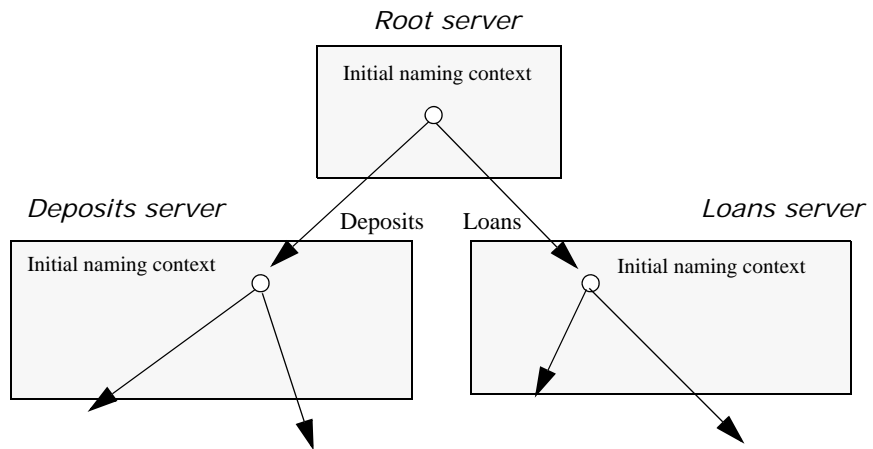 Root server
Initial naming context
Deposits server
Deposits
Loans
Loans server
Initial naming context
Initial naming context